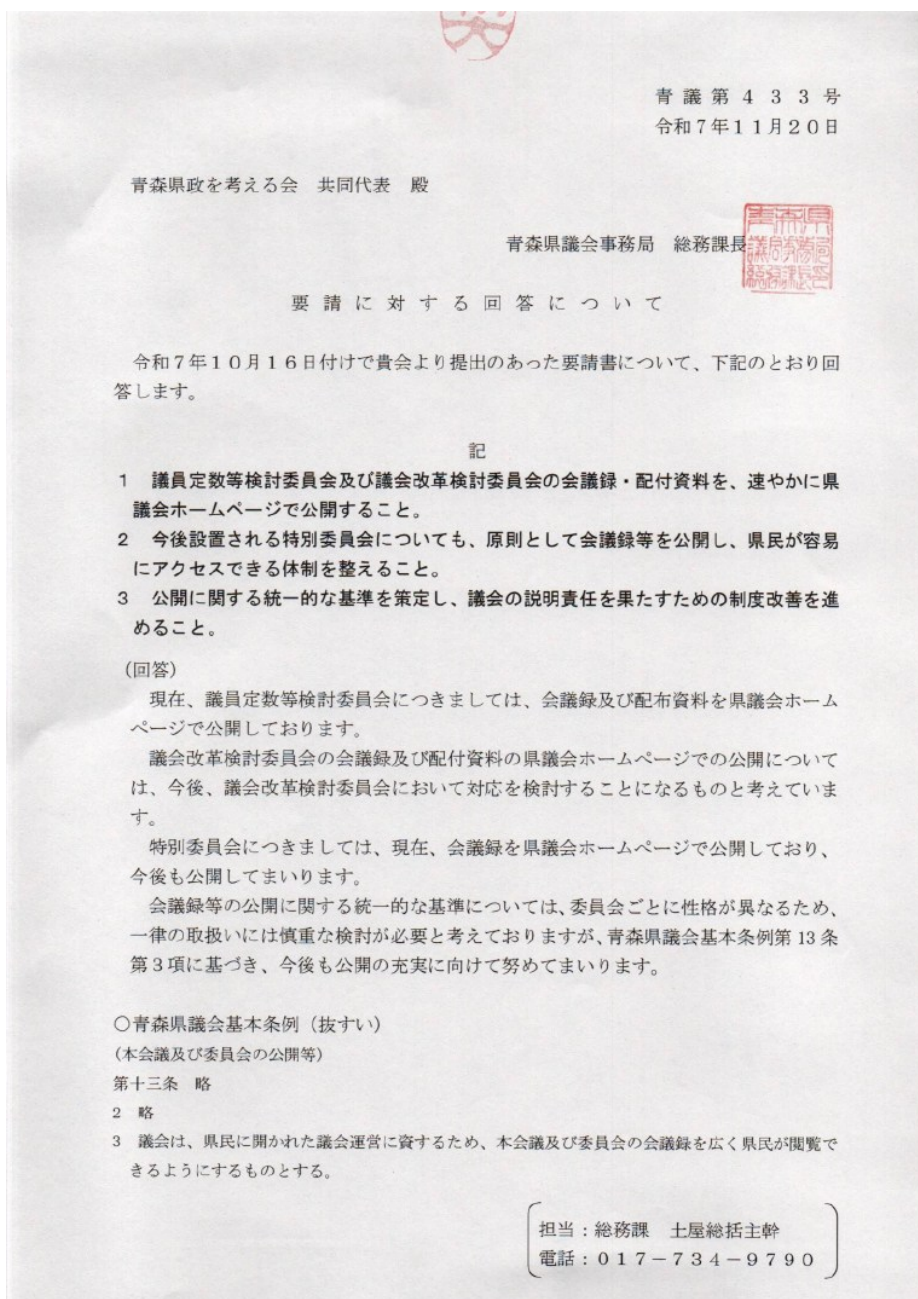 青議第433号
令和7年11月20日
青森県政を考える会　共同代表　殿
青森県議会事務局　総務課長
要請に対する回答について
令和7年10月16日付けで貴会より提出のあった要請書について、下記のとおり回
答します。
記
1　議員定数等検討委員会及び議会改革検討委員会の会議録・配付資料を、速やかに県
議会ホームページで公開すること。
2　今後設置される特別委員会についても、原則として会議録等を公開し、県民が容易
にアクセスできる体制を整えること。
3　公開に関する統一的な基準を策定し、議会の説明責任を果たすための制度改善を進
めること。
(回答)
現在、議員定数等検討委員会につきましては、会議録及び配布資料を県議会ホーム
ページで公開しております。
議会改革検討委員会の会議録及び配付資料の県議会ホームページでの公開について
は、今後、議会改革検討委員会において対応を検討することになるものと考えていま
す。
特別委員会につきましては、現在、会議録を県議会ホームページで公開しており、
今後も公開してまいります。
会議録等の公開に関する統一的な基準については、委員会ごとに性格が異なるため、
一律の取扱いには慎重な検討が必要と考えておりますが、青森県議会基本条例第13条
第3項に基づき、今後も公開の充実に向けて努めてまいります。
○青森県議会基本条例（抜すい）
(本会議及び委員会の公開等)
第十三条　略
2　略
3　議会は、県民に開かれた議会運営に資するため、本会議及び委員会の会議録を広く県民が閲覧で
きるようにするものとする。
担当：総務課　土屋総括主幹
電話：017－734－9790